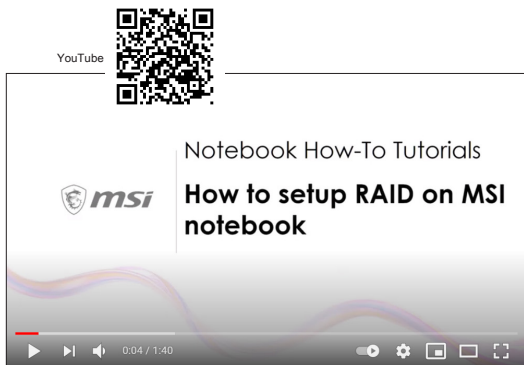 YouTube
Notebook How-To Tutorials
msi
How to setup RAID on MSI
notebook
0:04 / 1:40